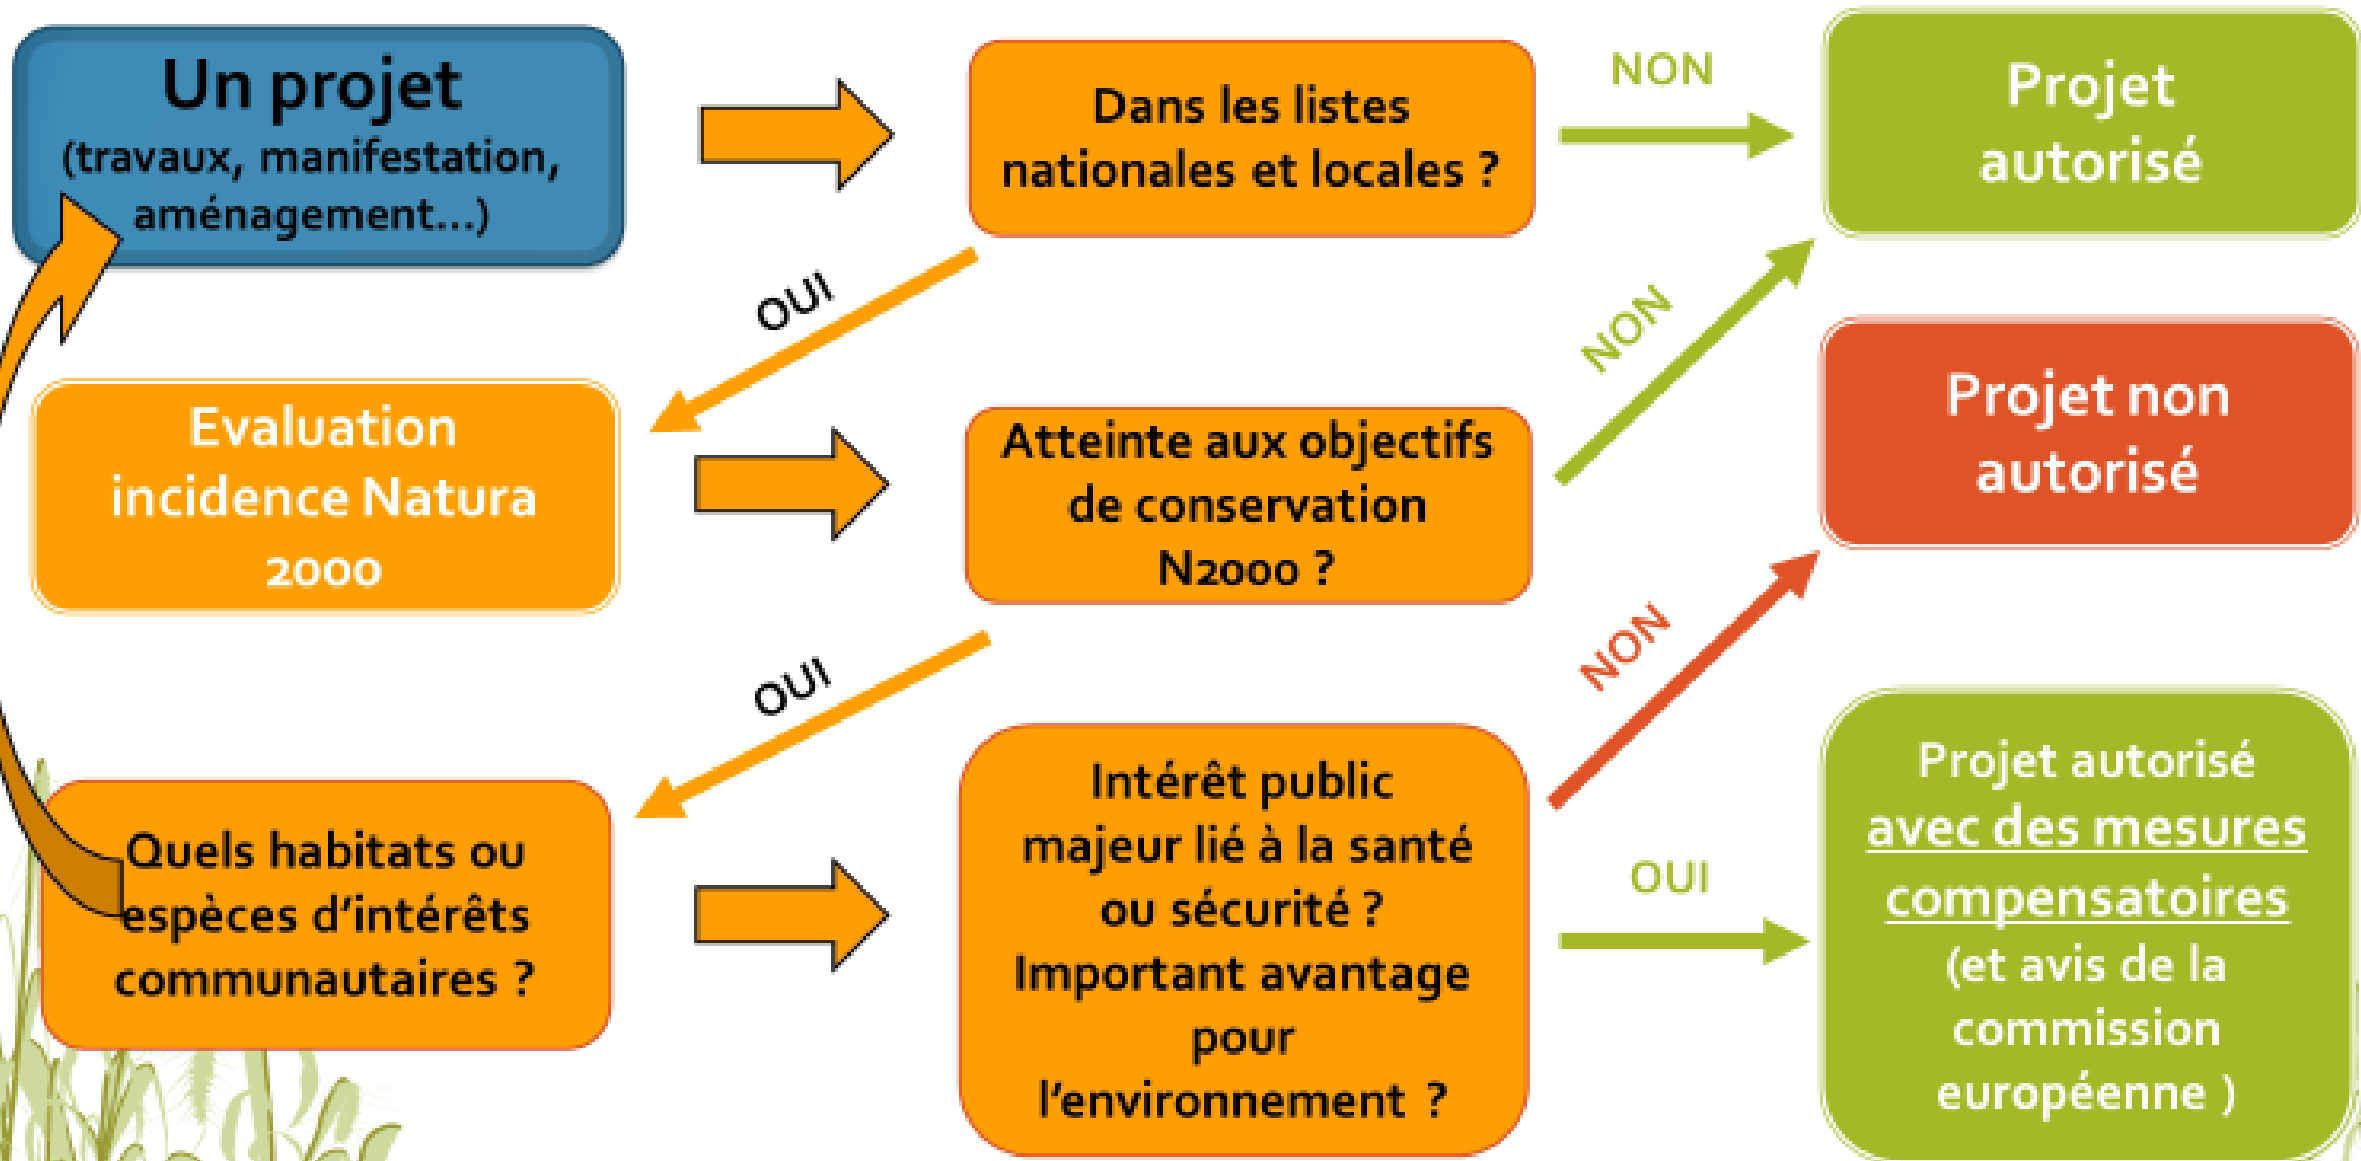 Un projet
(travaux, manifestation,
aménagement...)
Dans les listes
nationales et locales ?
NON
Projet
autorisé
OUI
Evaluation
incidence Natura
2000
Atteinte aux objectifs
de conservation
N2000 ?
NON
Projet non
autorisé
OUI
Quels habitats ou
espèces d'intérêts
communautaires ?
Intérêt public
majeur lié à la santé
ou sécurité ?
Important avantage
pour
l'environnement ?
NON
OUI
Projet autorisé
avec des mesures
compensatoires
(et avis de la
commission
européenne )